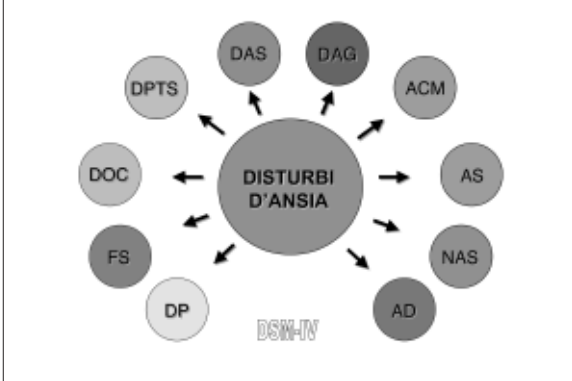 DAS
DAG
DPTS
ACM
DISTURBI
D'ANSIA
DOC
AS
FS
NAS
DP
AD
DSM-IV